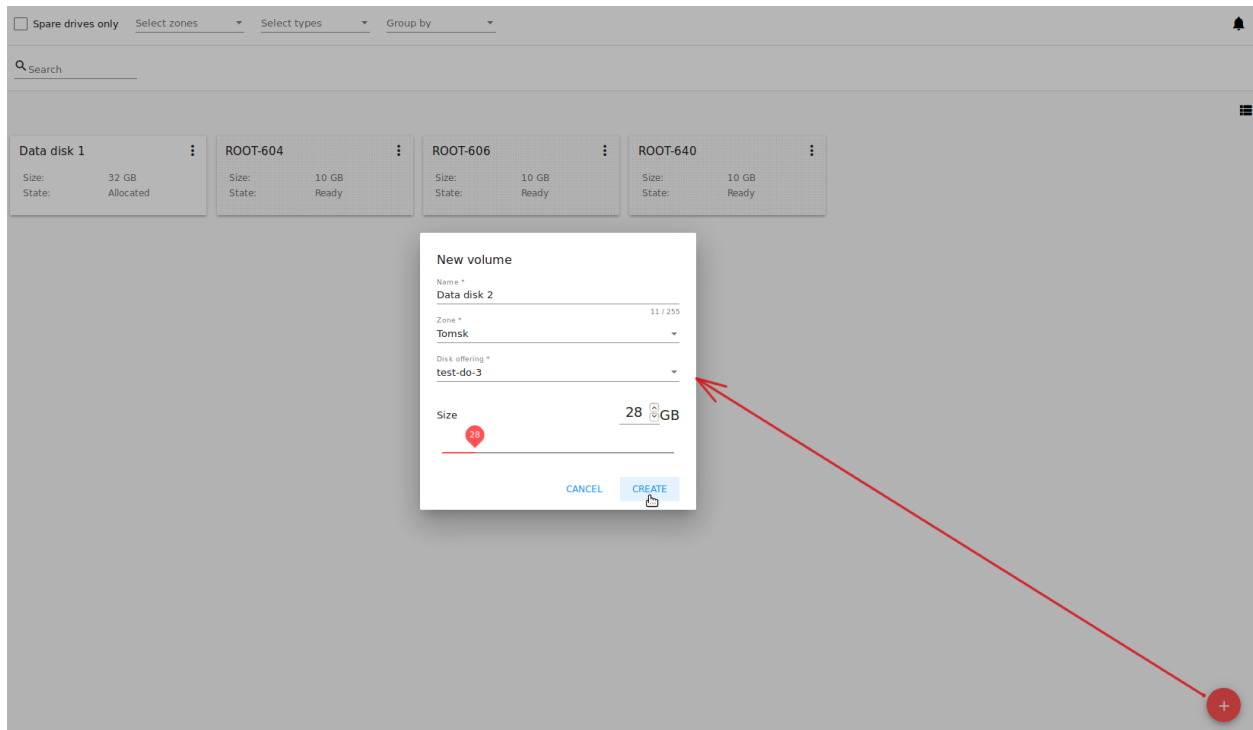 Spare drives only Select zones Select types Group by
Search
Data disk 1 ROOT-604 ROOT-606 ROOT-640
Size: 32 GB Size: 10 GB Size: 10 GB Size: 10 GB
State: Allocated State: Ready State: Ready State: Ready
New volume
Name *
Data disk 2
11 / 255
Zone *
Tomsk
Disk offering *
test-do-3
Size 28 GB
28
CANCEL CREATE
+